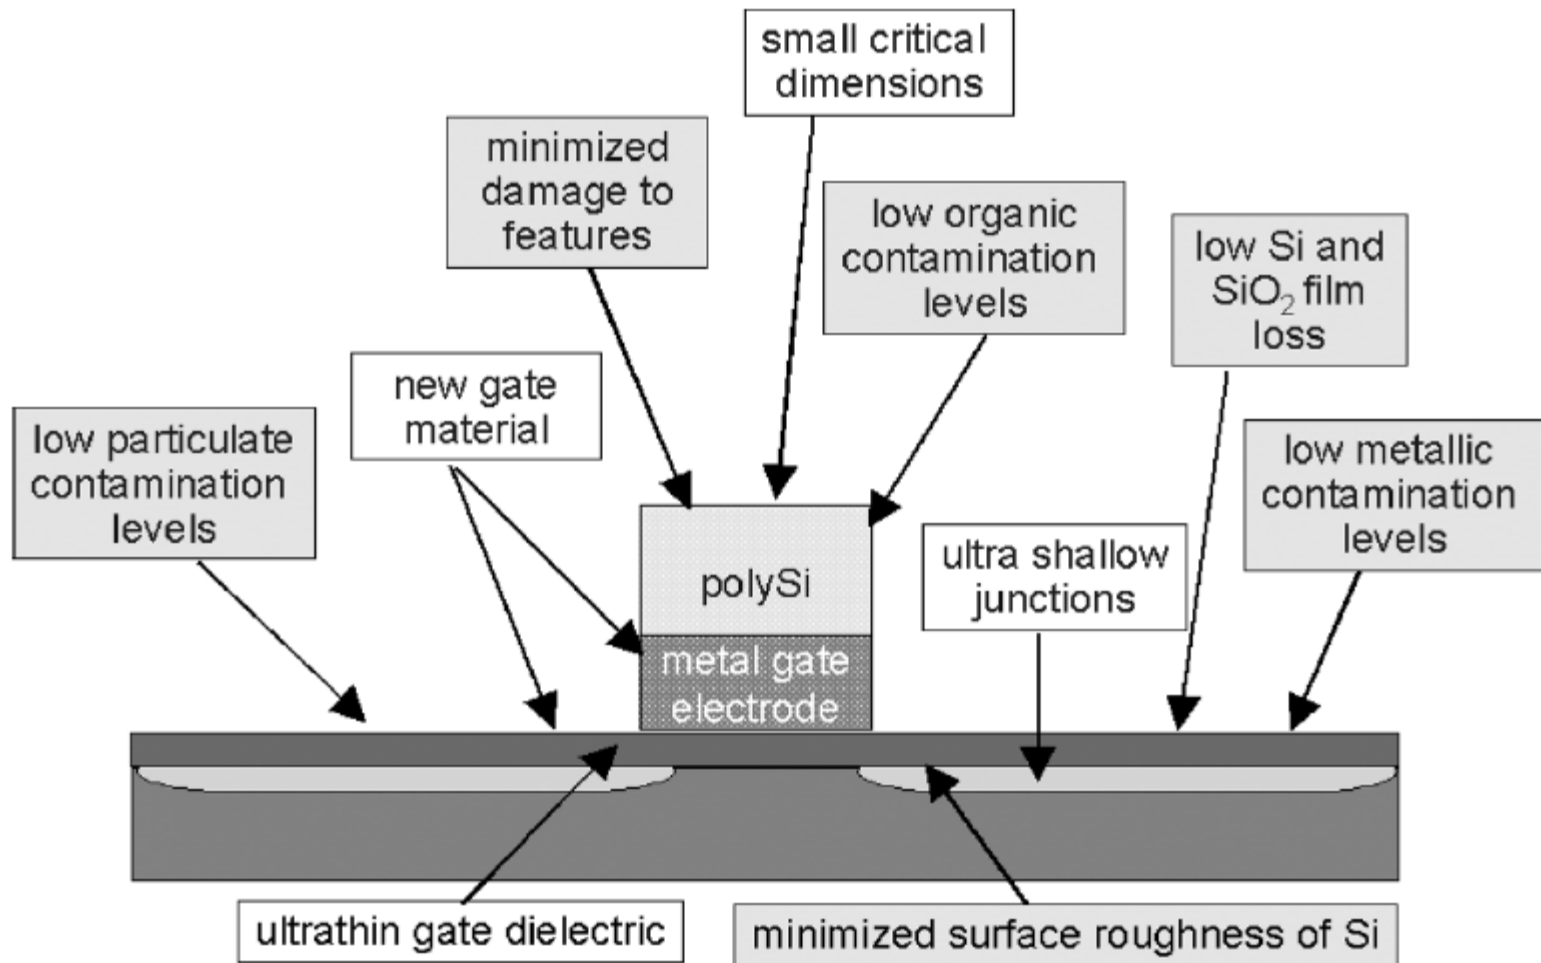 small critical
dimensions
minimized
damage to
features
low organic
contamination
levels
low Si and
SiO₂ film
loss
new gate
material
low particulate
contamination
levels
low metallic
contamination
levels
ultra shallow
junctions
polySi
metal gate
electrode
ultrathin gate dielectric
minimized surface roughness of Si